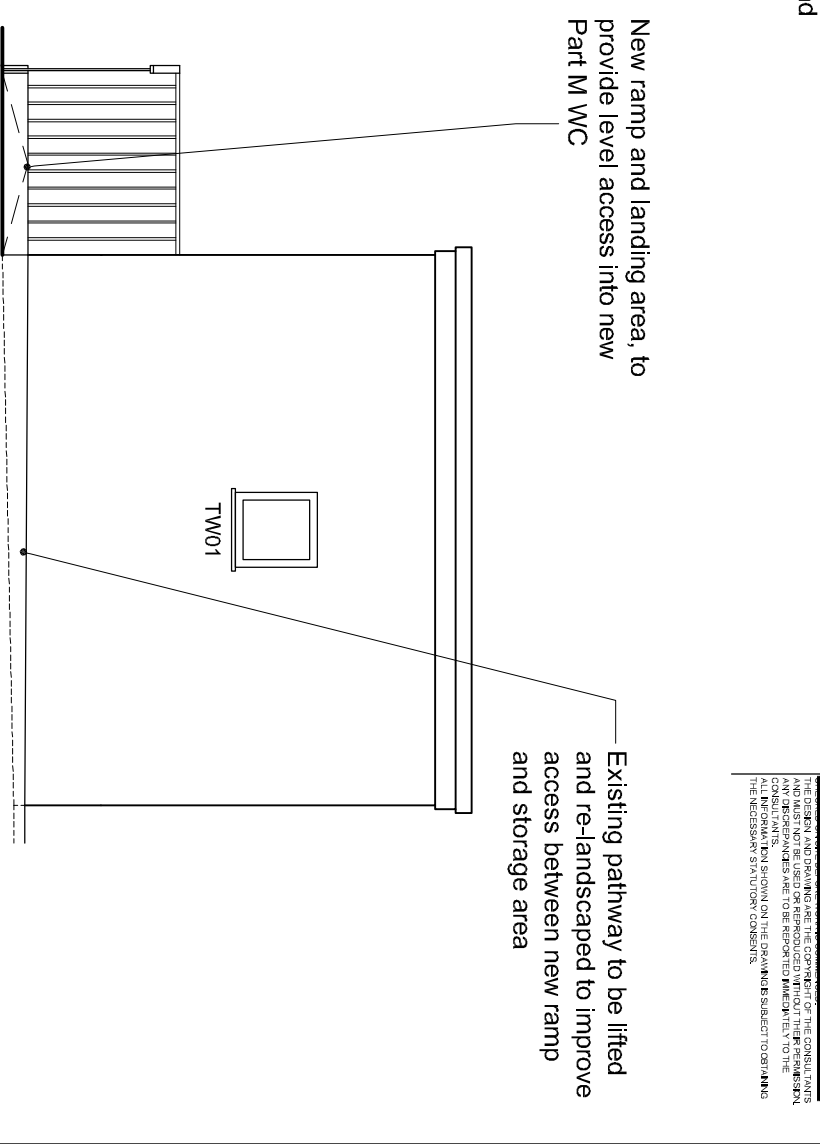 New ramp and landing area, to
provide level access into new
Part M WC
TW01
Existing pathway to be lifted
and re-landscaped to improve
access between new ramp
and storage area
THE DESIGN AND DRAWING ARE THE COPYRIGHT OF THE CONSULTANTS
AND MUST NOT BE USED OR REPRODUCED WITHOUT THEIR PERMISSION.
ANY DISCREPANCIES ARE TO BE REPORTED IMMEDIATELY TO THE
CONSULTANTS.
ALL INFORMATION SHOWN ON THE DRAWING IS SUBJECT TO OBTAINING
THE NECESSARY STATUTORY CONSENTS.